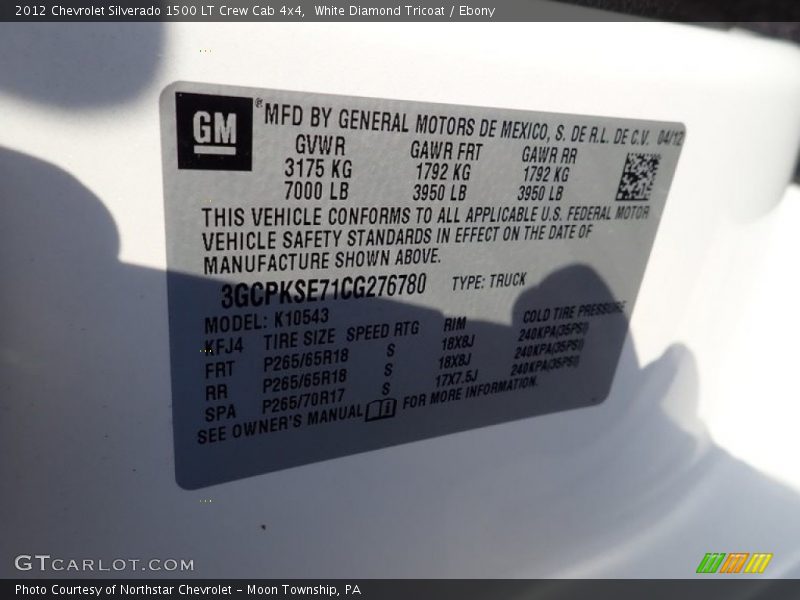 2012 Chevrolet Silverado 1500 LT Crew Cab 4x4, White Diamond Tricoat / Ebony
GM ® MFD BY GENERAL MOTORS DE MEXICO, S. DE R.L. DE C.V. 04/12
GVWR GAWR FRT GAWR RR
3175 KG 1792 KG 1792 KG
7000 LB 3950 LB 3950 LB
THIS VEHICLE CONFORMS TO ALL APPLICABLE U.S. FEDERAL MOTOR
VEHICLE SAFETY STANDARDS IN EFFECT ON THE DATE OF
MANUFACTURE SHOWN ABOVE.
3GCPKSE71CG276780 TYPE: TRUCK
MODEL: K10543
KFJ4 TIRE SIZE SPEED RTG RIM COLD TIRE PRESSURE
FRT P265/65R18 S 18X8J 240KPA(35PSI)
RR P265/65R18 S 18X8J 240KPA(35PSI)
SPA P265/70R17 S 17X7.5J 240KPA(35PSI)
SEE OWNER'S MANUAL FOR MORE INFORMATION.
GTCARLOT.COM
Photo Courtesy of Northstar Chevrolet - Moon Township, PA